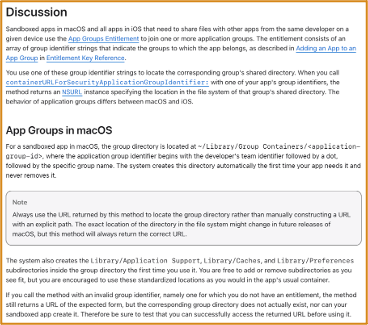 Discussion
Sandboxed apps in macOS and all apps in iOS that need to share files with other apps from the same developer on a
given device use the App Groups Entitlement to join one or more application groups. The entitlement consists of an
array of group identifier strings that indicate the groups to which the app belongs, as described in Adding an App to an
App Group in Entitlement Key Reference.
You use one of these group identifier strings to locate the corresponding group's shared directory. When you call
containerURLForSecurityApplicationGroupIdentifier: with one of your app's group identifiers, the
method returns an NSURL instance specifying the location in the file system of that group's shared directory. The
behavior of application groups differs between macOS and iOS.
App Groups in macOS
For a sandboxed app in macOS, the group directory is located at ~/Library/Group Containers/<application-
group-id>, where the application group identifier begins with the developer's team identifier followed by a dot,
followed by the specific group name. The system creates this directory automatically the first time your app needs it and
never removes it.
Note
Always use the URL returned by this method to locate the group directory rather than manually constructing a URL
with an explicit path. The exact location of the directory in the file system might change in future releases of
macOS, but this method will always return the correct URL.
The system also creates the Library/Application Support, Library/Caches, and Library/Preferences
subdirectories inside the group directory the first time you use it. You are free to add or remove subdirectories as you
see fit, but you are encouraged to use these standardized locations as you would in the app's usual container.
If you call the method with an invalid group identifier, namely one for which you do not have an entitlement, the method
still returns a URL of the expected form, but the corresponding group directory does not actually exist, nor can your
sandboxed app create it. Therefore be sure to test that you can successfully access the returned URL before using it.